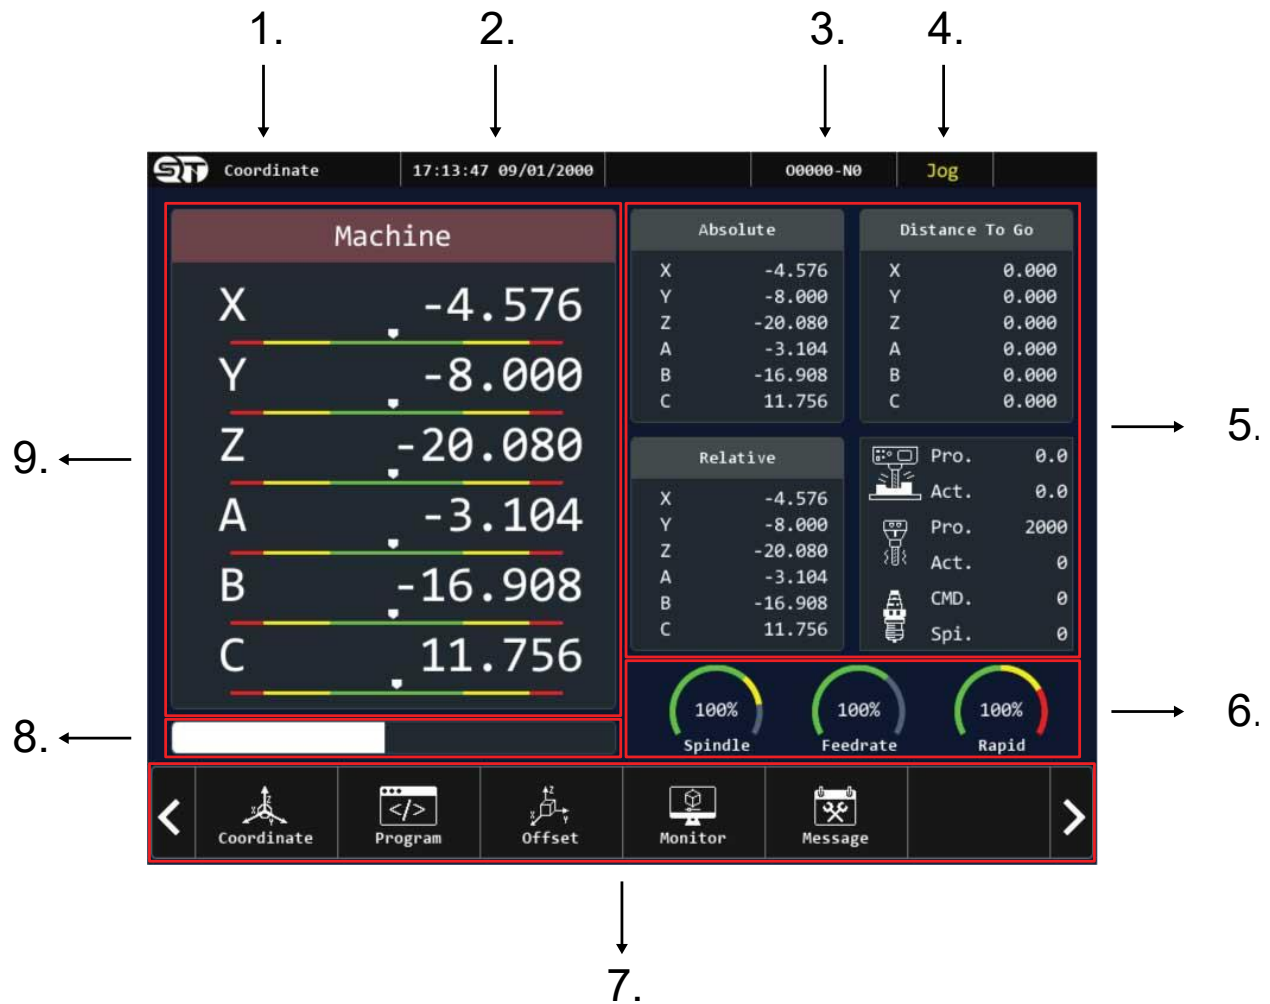 1.
2.
3.
4.
ST Coordinate 17:13:47 09/01/2000 O0000-N0 Jog
Machine
X -4.576
Y -8.000
Z -20.080
A -3.104
B -16.908
C 11.756
Absolute
X -4.576
Y -8.000
Z -20.080
A -3.104
B -16.908
C 11.756
Distance To Go
X 0.000
Y 0.000
Z 0.000
A 0.000
B 0.000
C 0.000
Relative
X -4.576
Y -8.000
Z -20.080
A -3.104
B -16.908
C 11.756
Pro. 0.0
Act. 0.0
Pro. 2000
Act. 0
CMD. 0
Spi. 0
5.
9.
100% 100% 100%
Spindle Feedrate Rapid
6.
8.
</>
Z
X Y
Coordinate Program Offset Monitor Message
7.